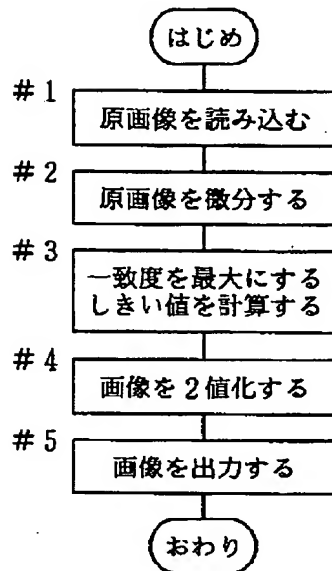 はじめ
#1
原画像を読み込む
#2
原画像を微分する
#3
一致度を最大にする
しきい値を計算する
#4
画像を2値化する
#5
画像を出力する
おわり